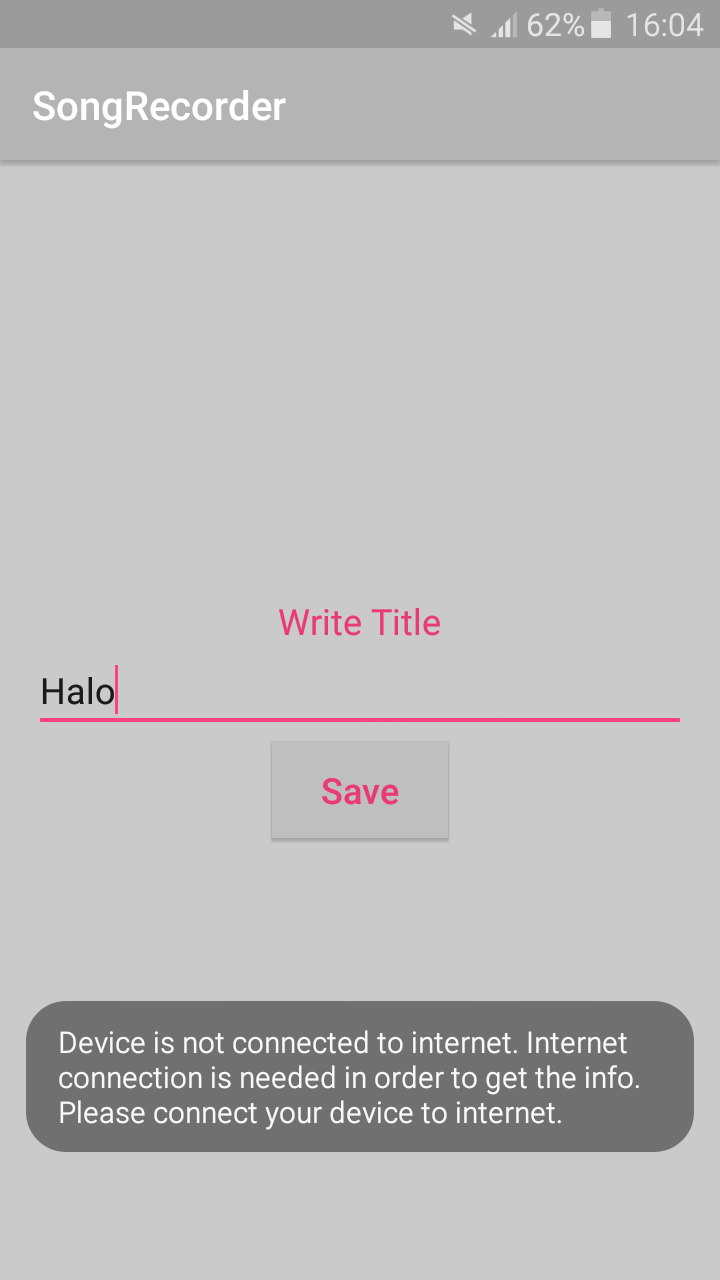 62% 16:04
SongRecorder
Write Title
Halo
Save
Device is not connected to internet. Internet
connection is needed in order to get the info.
Please connect your device to internet.